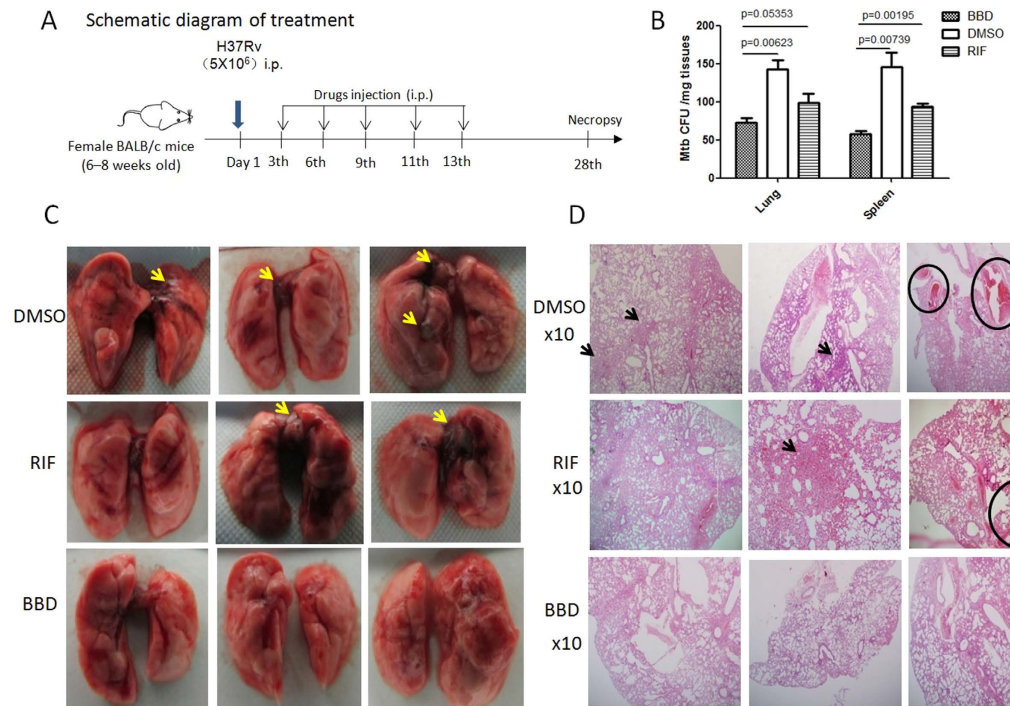 A
Schematic diagram of treatment
H37Rv
（5X10⁶）i.p.
Drugs injection (i.p.)
Necropsy
Female BALB/c mice
(6–8 weeks old)
Day 1 3th 6th 9th 11th 13th 28th
B
Mtb CFU /mg tissues
200
150
100
50
0
p=0.05353
p=0.00623
p=0.00195
p=0.00739
Lung
Spleen
BBD
DMSO
RIF
C
DMSO
RIF
BBD
D
DMSO
x10
RIF
x10
BBD
x10